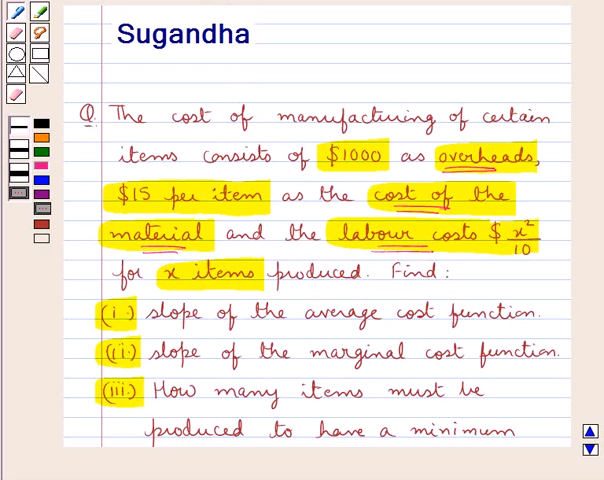 Sugandha
Q. The cost of manufacturing of certain
items consists of $1000 as overheads,
$15 per item as the cost of the
material and the labour costs $ x²/10
for x items produced. Find :
(i.) slope of the average cost function.
(ii.) slope of the marginal cost function.
(iii.) How many items must be
produced to have a minimum